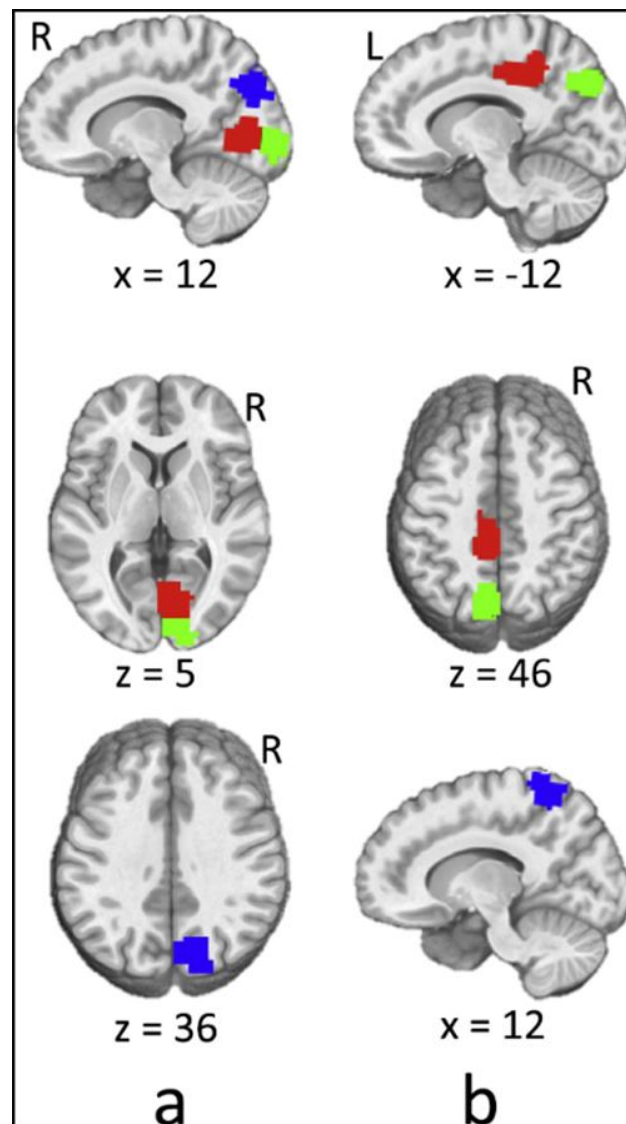 R
L
x = 12
x = -12
R
R
z = 5
z = 46
R
z = 36
x = 12
a
b